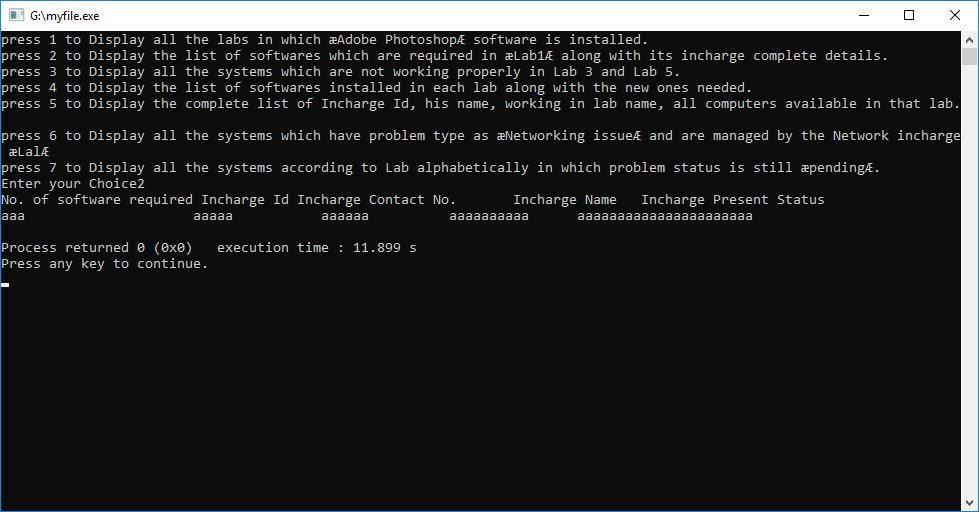 G:\myfile.exe
press 1 to Display all the labs in which æAdobe PhotoshopÆ software is installed.
press 2 to Display the list of softwares which are required in æLab1Æ along with its incharge complete details.
press 3 to Display all the systems which are not working properly in Lab 3 and Lab 5.
press 4 to Display the list of softwares installed in each lab along with the new ones needed.
press 5 to Display the complete list of Incharge Id, his name, working in lab name, all computers available in that lab.
press 6 to Display all the systems which have problem type as æNetworking issueÆ and are managed by the Network incharge
æLalÆ
press 7 to Display all the systems according to Lab alphabetically in which problem status is still æpendingÆ.
Enter your Choice2
No. of software required Incharge Id Incharge Contact No.       Incharge Name   Incharge Present Status
aaa                     aaaaa           aaaaaa          aaaaaaaaaa      aaaaaaaaaaaaaaaaaaaaaa
Process returned 0 (0x0)   execution time : 11.899 s
Press any key to continue.